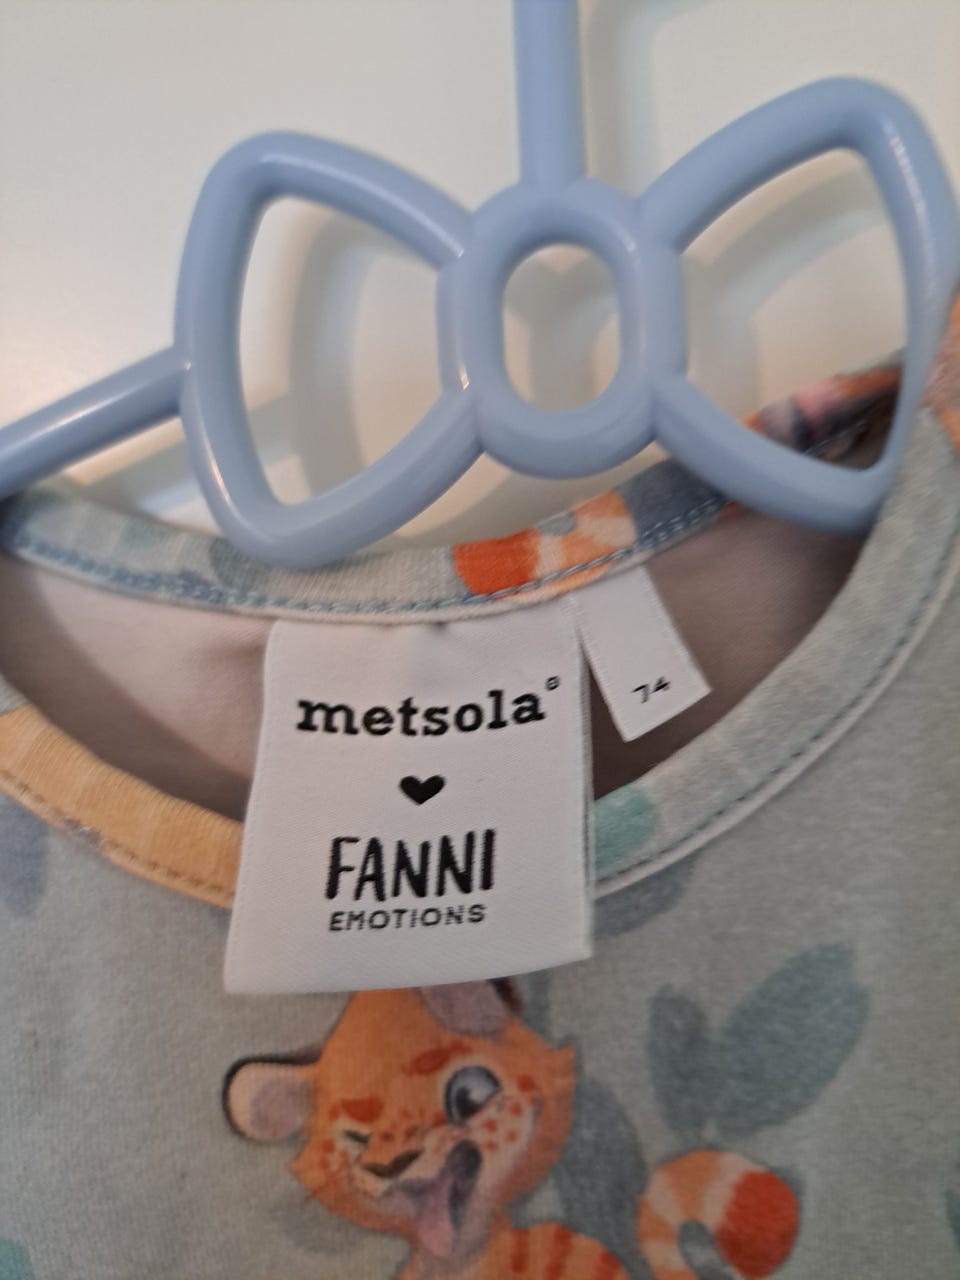 metsola®
♥
FANNI
EMOTIONS
74